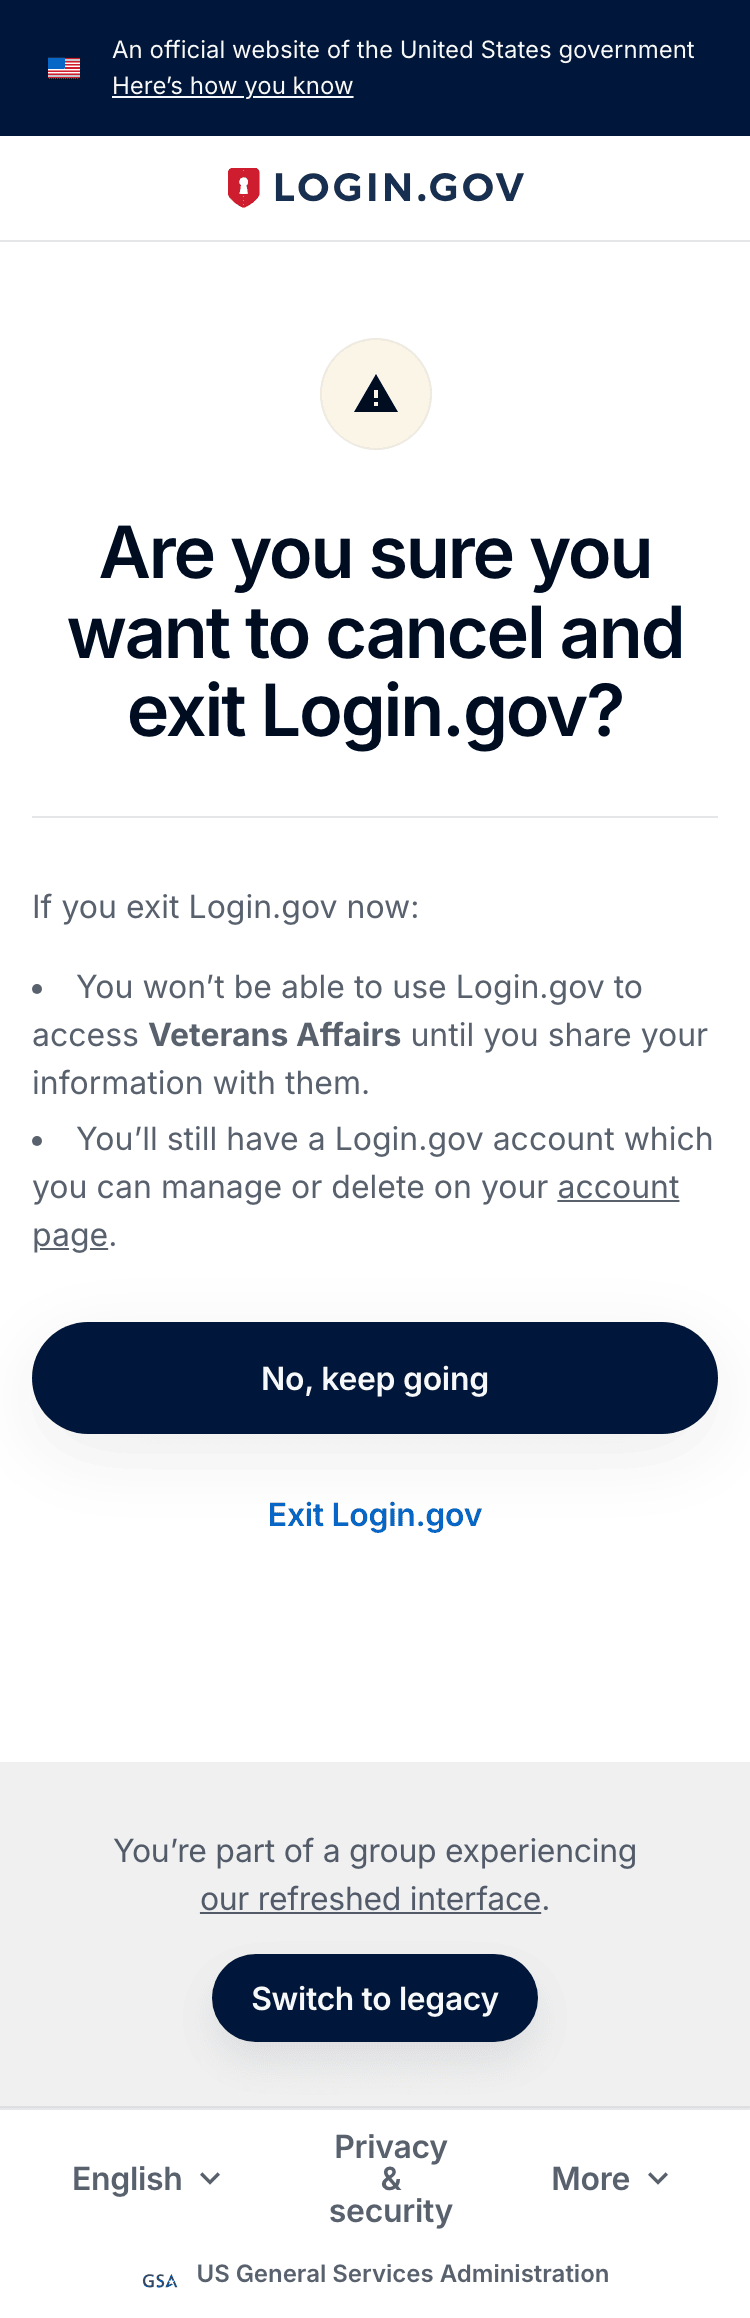 An official website of the United States government
Here’s how you know
LOGIN.GOV
Are you sure you
want to cancel and
exit Login.gov?
If you exit Login.gov now:
• You won’t be able to use Login.gov to
access Veterans Affairs until you share your
information with them.
• You’ll still have a Login.gov account which
you can manage or delete on your account
page.
No, keep going
Exit Login.gov
You’re part of a group experiencing
our refreshed interface.
Switch to legacy
English
Privacy
&
security
More
GSA US General Services Administration